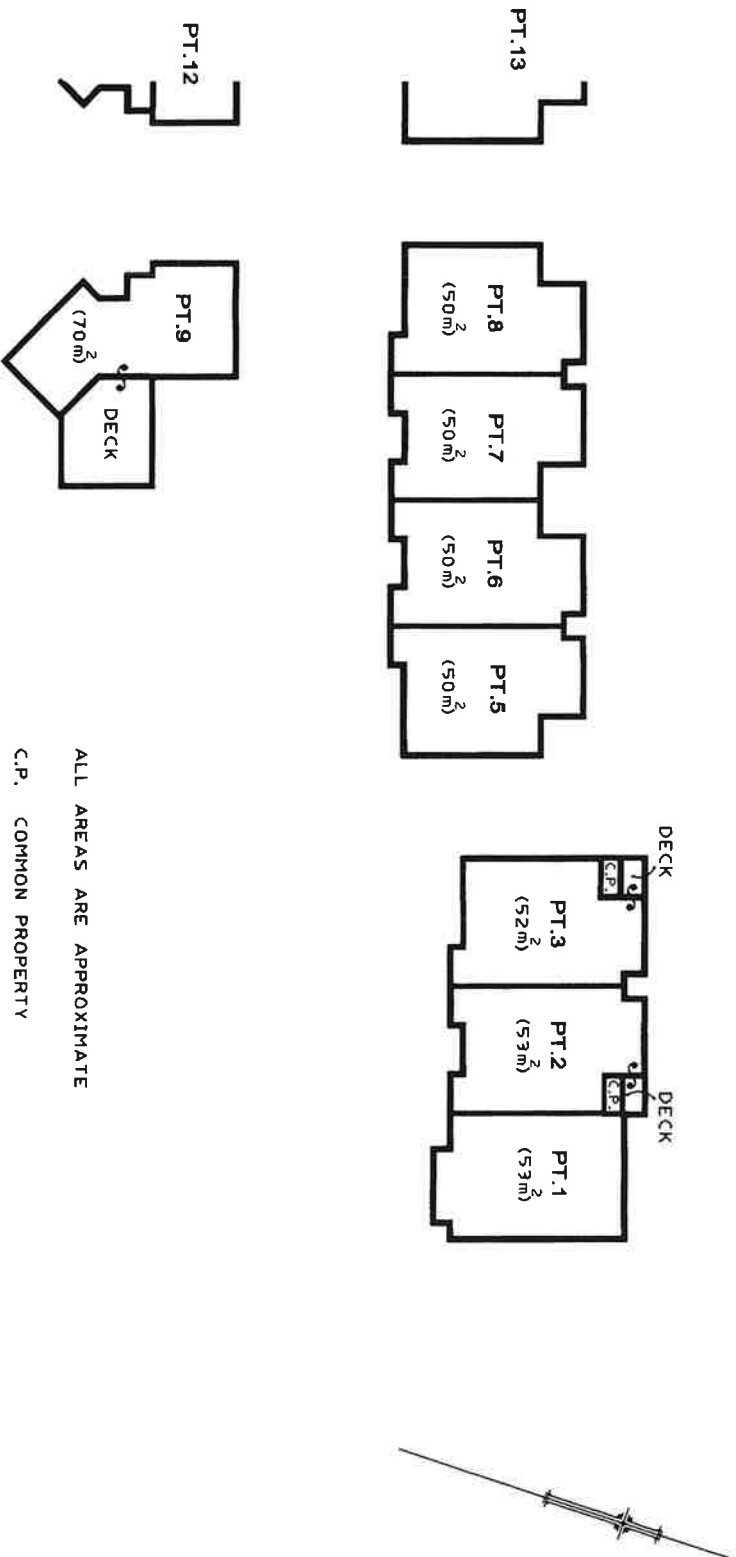 PT.13
PT.12
PT.8
(50m²)
PT.7
(50m²)
PT.6
(50m²)
PT.5
(50m²)
PT.9
(70m²)
DECK
DECK
C.P.
PT.3
(52m²)
PT.2
(53m²)
C.P.
DECK
PT.1
(53m²)
ALL AREAS ARE APPROXIMATE
C.P. COMMON PROPERTY